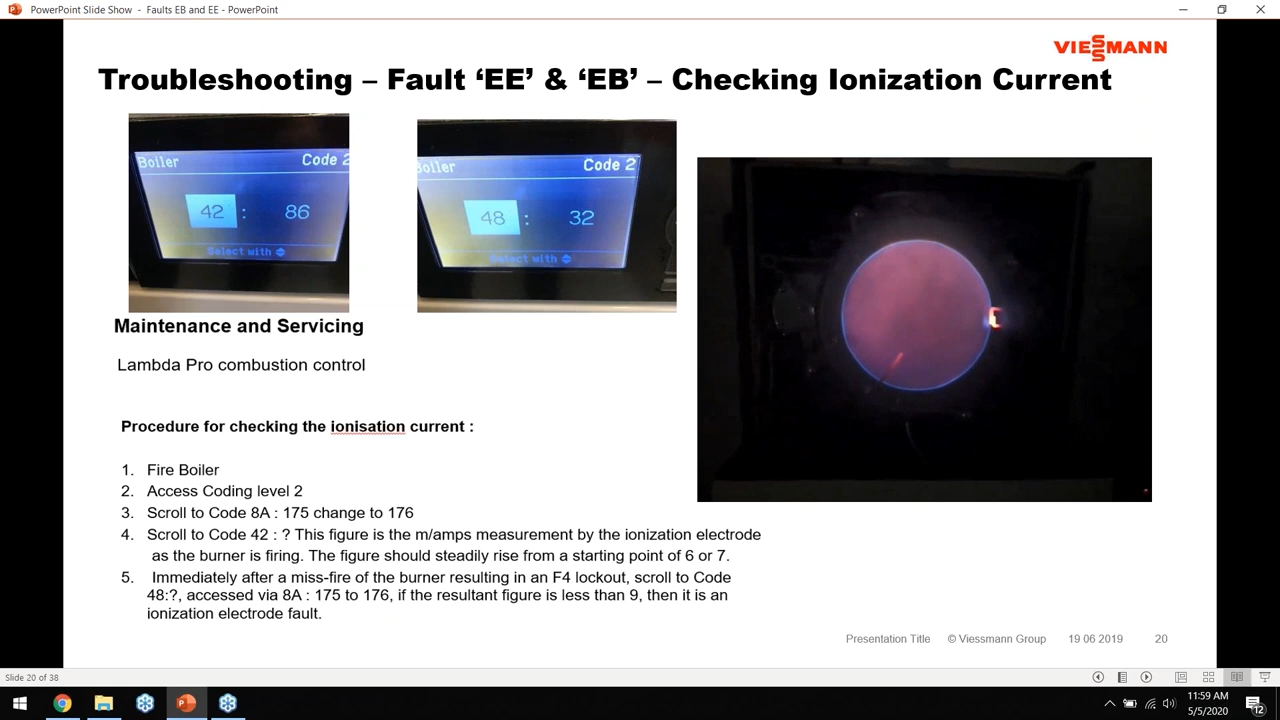 PowerPoint Slide Show - Faults EB and EE - PowerPoint
VIESSMANN
Troubleshooting – Fault ‘EE’ & ‘EB’ – Checking Ionization Current
Boiler Code 2
42 : 86
Select with
Boiler Code 2
48 : 32
Select with
Maintenance and Servicing
Lambda Pro combustion control
Procedure for checking the ionisation current :
1. Fire Boiler
2. Access Coding level 2
3. Scroll to Code 8A : 175 change to 176
4. Scroll to Code 42 : ? This figure is the m/amps measurement by the ionization electrode
as the burner is firing. The figure should steadily rise from a starting point of 6 or 7.
5. Immediately after a miss-fire of the burner resulting in an F4 lockout, scroll to Code
48:?, accessed via 8A : 175 to 176, if the resultant figure is less than 9, then it is an
ionization electrode fault.
Presentation Title © Viessmann Group 19 06 2019 20
Slide 20 of 38
11:59 AM
5/5/2020
12